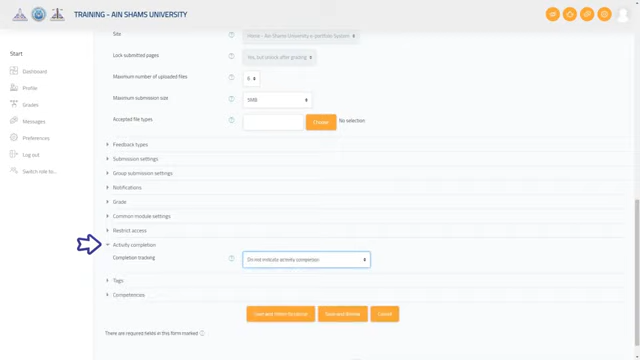 TRAINING - AIN SHAMS UNIVERSITY
Start
Dashboard
Profile
Grades
Messages
Preferences
Log out
Switch role to...
Site
Home - Ain Shams University e-portfolio System
Lock submitted pages
Yes, but unlock after grading
Maximum number of uploaded files
6
Maximum submission size
5MB
Accepted file types
Choose
No selection
Feedback types
Submission settings
Group submission settings
Notifications
Grade
Common module settings
Restrict access
Activity completion
Completion tracking
Do not indicate activity completion
Tags
Competencies
Save and return to course
Save and display
Cancel
There are required fields in this form marked